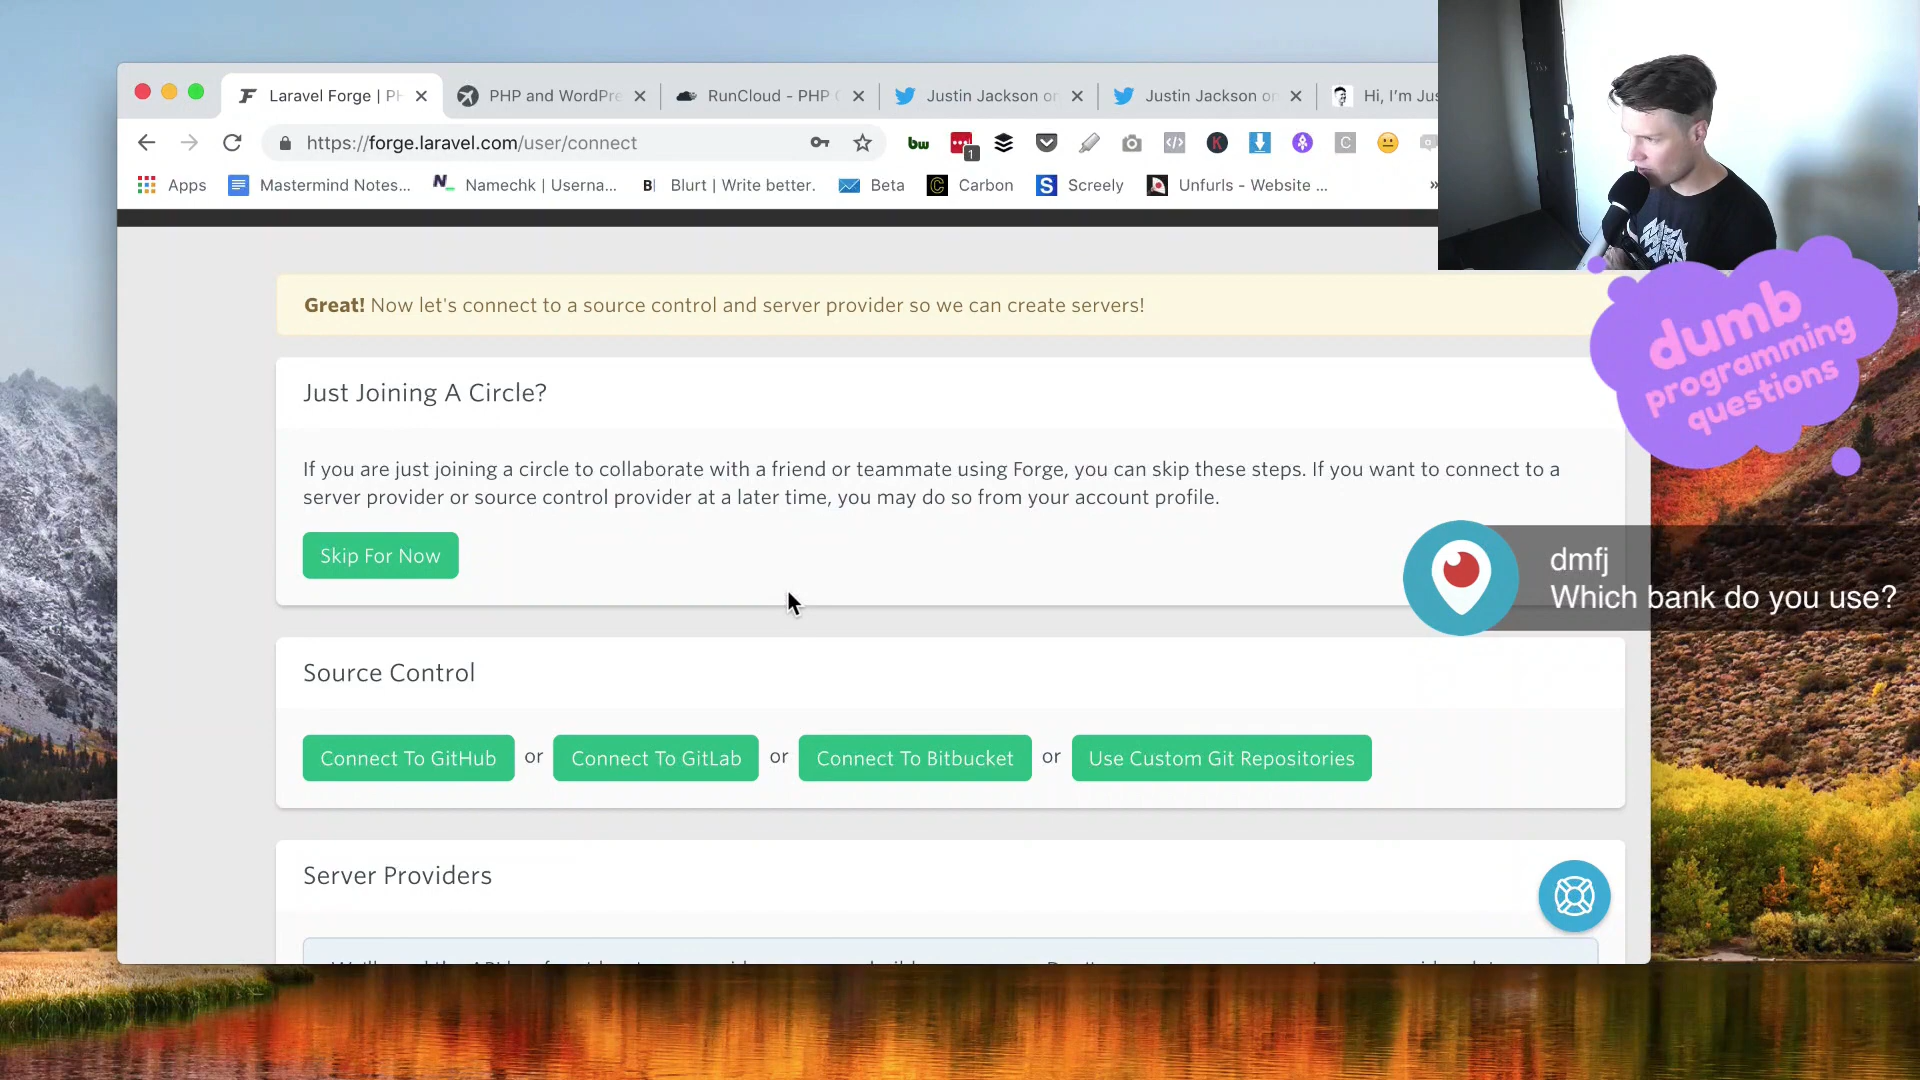 Laravel Forge | PH
PHP and WordPre
RunCloud - PHP
Justin Jackson on
Justin Jackson on
Hi, I'm Jus
https://forge.laravel.com/user/connect
bw
1
K
C
Apps
Mastermind Notes...
N_
Namechk | Userna...
B|
Blurt | Write better.
Beta
C
Carbon
S
Screely
Unfurls - Website ...
»
Great! Now let's connect to a source control and server provider so we can create servers!
dumb
programming
questions
Just Joining A Circle?
If you are just joining a circle to collaborate with a friend or teammate using Forge, you can skip these steps. If you want to connect to a
server provider or source control provider at a later time, you may do so from your account profile.
Skip For Now
dmfj
Which bank do you use?
Source Control
Connect To GitHub or Connect To GitLab or Connect To Bitbucket or Use Custom Git Repositories
Server Providers